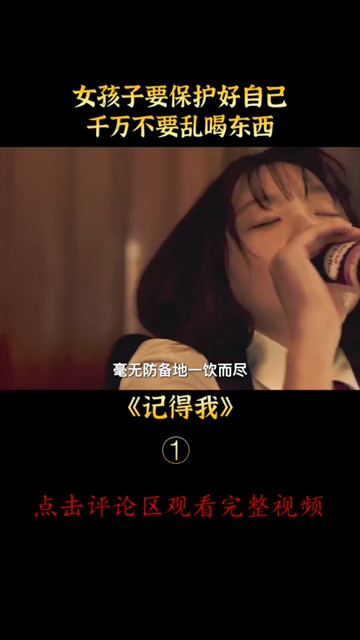 女孩子要保护好自己
千万不要乱喝东西
毫无防备地一饮而尽
《记得我》
①
点击评论区观看完整视频